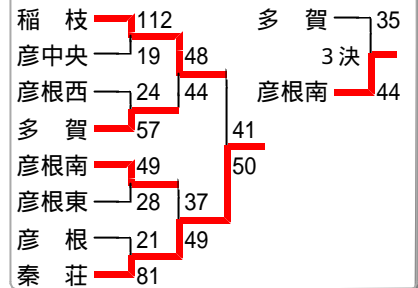 稲 枝 112 多 賀 35
彦中央 19 48 3決
彦根西 24 44 彦根南 44
多 賀 57
41
彦根南 49 50
彦根東 28 37
彦 根 21 49
秦 荘 81